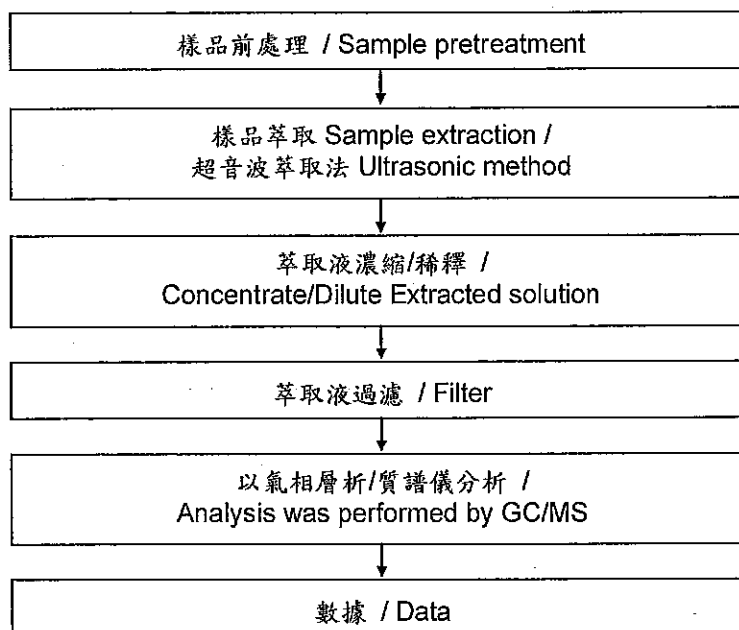 樣品前處理 / Sample pretreatment
樣品萃取 Sample extraction /
超音波萃取法 Ultrasonic method
萃取液濃縮/稀釋 /
Concentrate/Dilute Extracted solution
萃取液過濾 / Filter
以氣相層析/質譜儀分析 /
Analysis was performed by GC/MS
數據 / Data